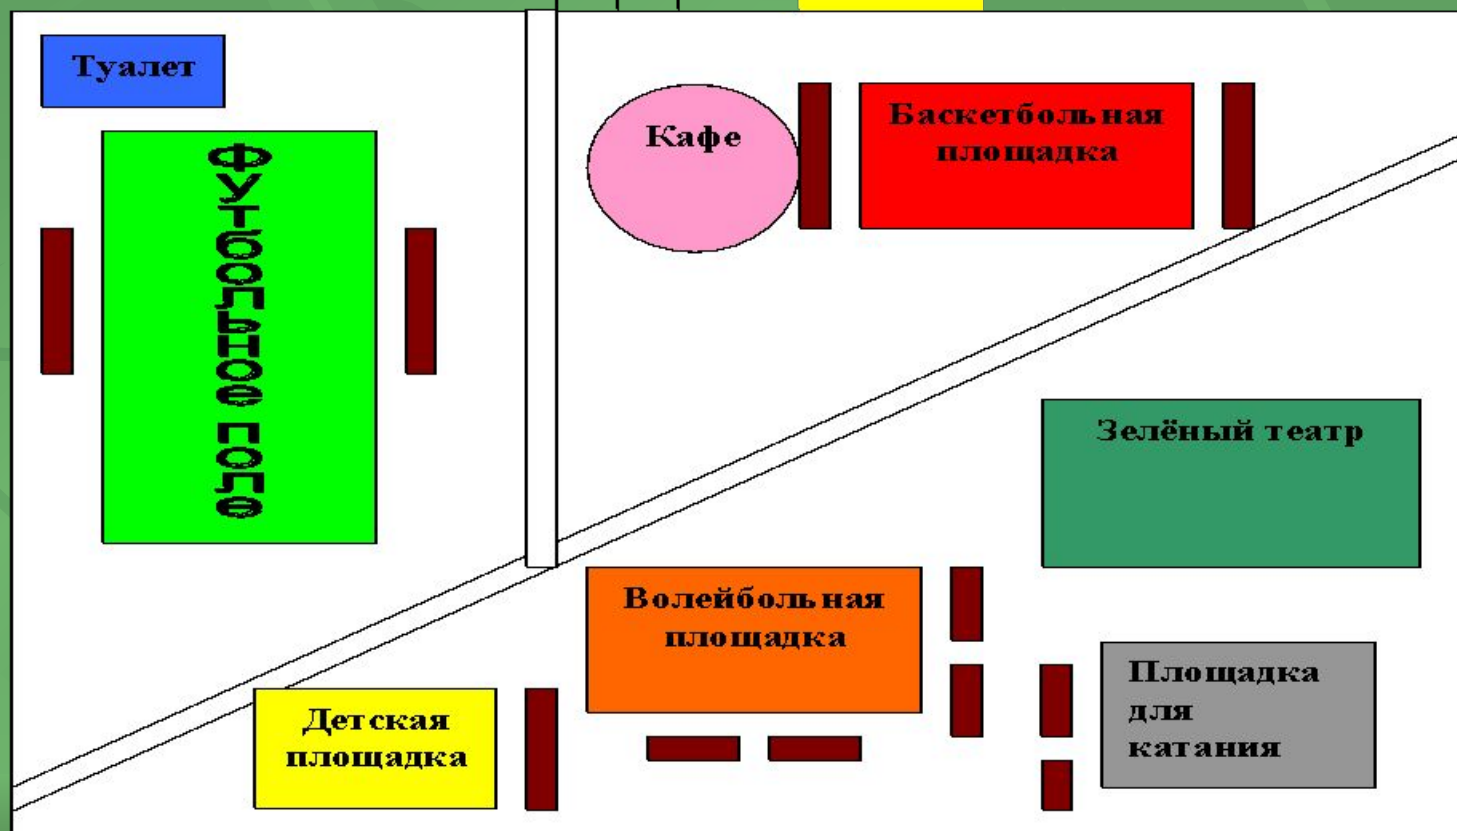 Туалет
Футбольное поле
Кафе
Баскетбольная
площадка
Зелёный театр
Волейбольная
площадка
Детская
площадка
Площадка
для
катания